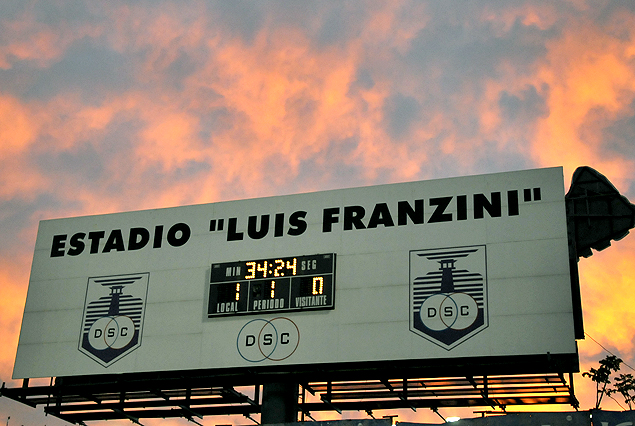 ESTADIO "LUIS FRANZINI"
MIN 34:24 SEG
1 1 0
LOCAL PERIODO VISITANTE
DSC DSC DSC